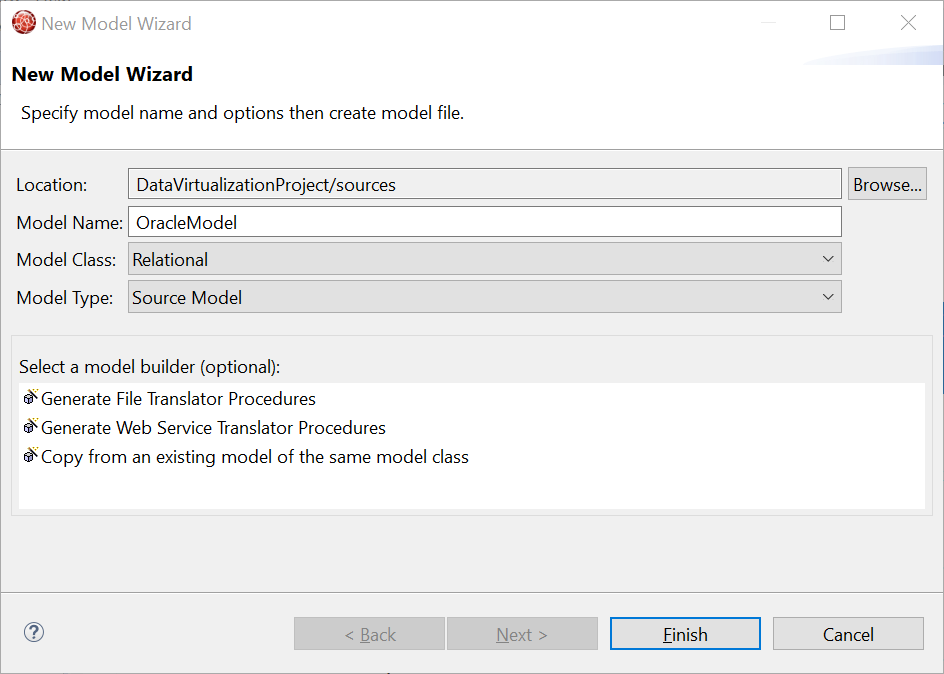 New Model Wizard
New Model Wizard
Specify model name and options then create model file.
Location: DataVirtualizationProject/sources Browse...
Model Name: OracleModel
Model Class: Relational
Model Type: Source Model
Select a model builder (optional):
Generate File Translator Procedures
Generate Web Service Translator Procedures
Copy from an existing model of the same model class
? < Back Next > Finish Cancel